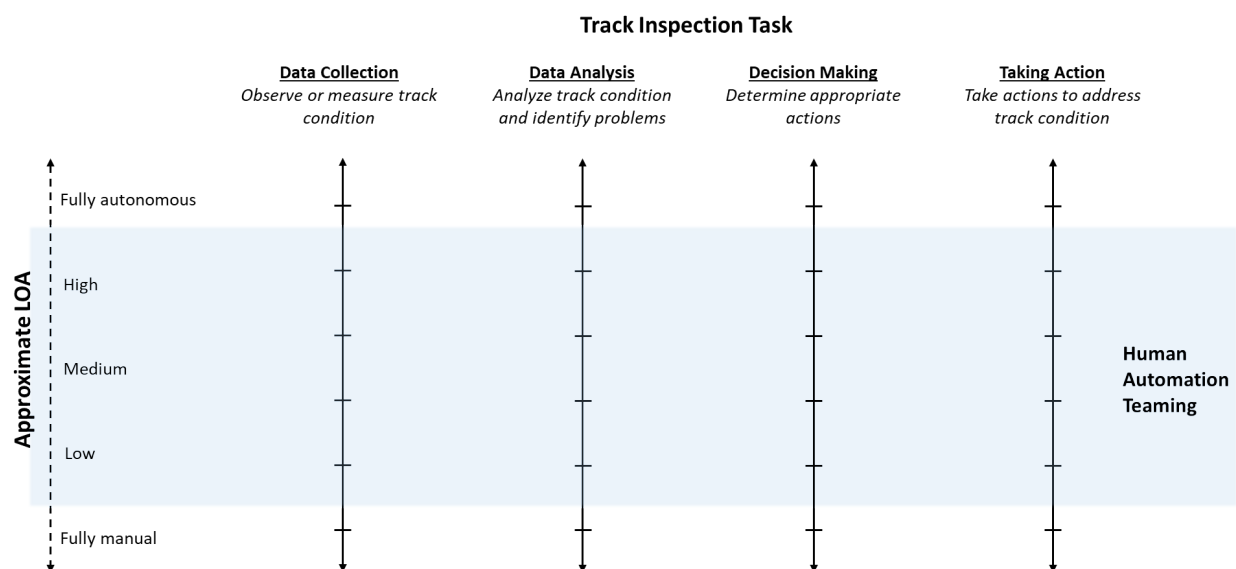 Track Inspection Task
Data Collection
Observe or measure track
condition
Data Analysis
Analyze track condition
and identify problems
Decision Making
Determine appropriate
actions
Taking Action
Take actions to address
track condition
Approximate LOA
Fully autonomous
High
Medium
Low
Fully manual
Human
Automation
Teaming